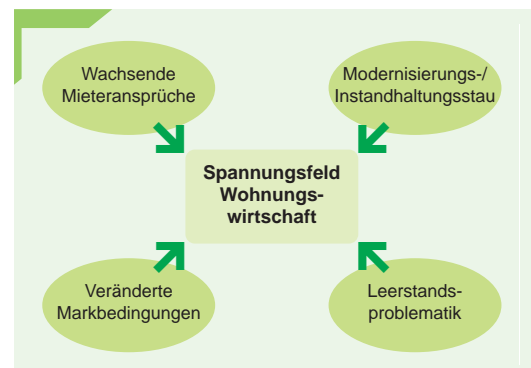 Wachsende
Mieteransprüche
Modernisierungs-/
Instandhaltungsstau
Spannungsfeld
Wohnungs-
wirtschaft
Veränderte
Markbedingungen
Leerstands-
problematik